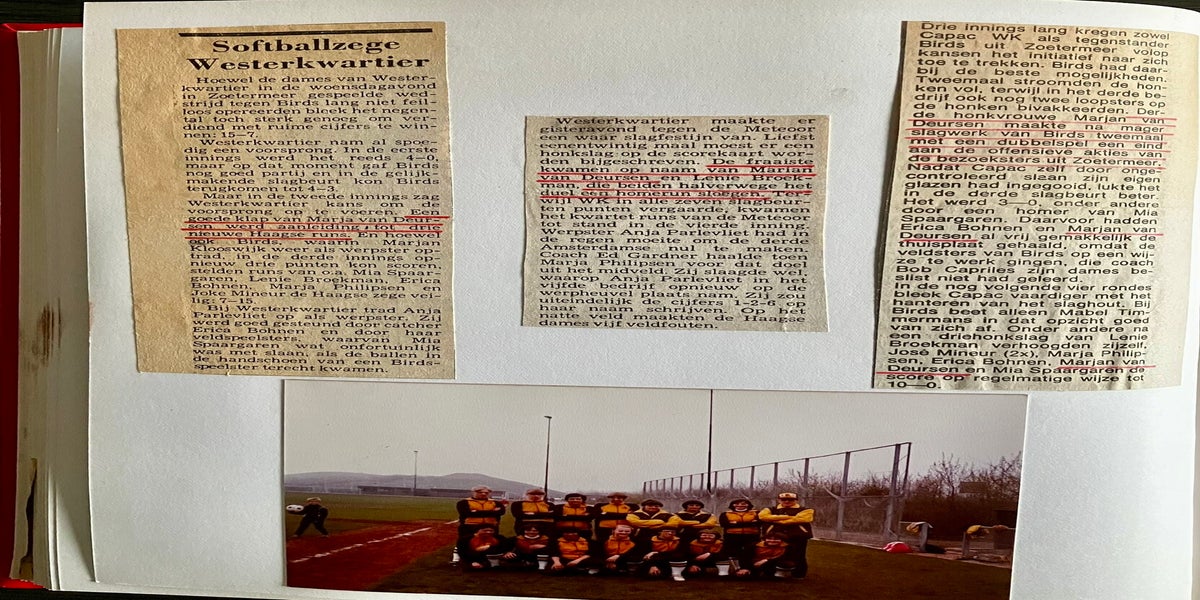 Softballzege
Westerkwartier
Hoewel de dames van Wester-
kwartier in de woensdagavond
in Zoetermeer gespeelde wed-
strijd tegen Birds lang niet feil-
loos opereerden bleek het negen-
tal toch sterk genoeg om ver-
diend met ruime cijfers te win-
nen: 15-7.
Westerkwartier nam al spoe-
dig een voorsprong. In de eerste
innings werd het reeds 4-0,
maar op dat moment gaf Birds
nog goed partij en in de gelijk-
makende slagbeurt kon Birds
terugkomen tot 4-3.
Maar in de tweede innings zag
Westerkwartier kans om de
voorsprong op te voeren. Een
goede klap van Marja van Deur-
sen werd aanleiding tot drie
nieuwe Haagse runs. En hoewel
ook Birds, waarin Marjan
Klooswijk veer als werpster op-
trad, in de derde innings op-
nieuw drie punten kon scoren,
stelden runs van o.a. Mia Spaar-
garen, Lenie Broekman, Erica
Bohnen, Marja Philipsen en
Joke Mineur de Haagse zege vei-
lig: 7-15.
Bij Westerkwartier trad Anja
Parlevliet op als werpster. Zij
werd goed gesteund door catcher
Erica Bohnen en door haar
veldspeelsters, waarvan Mia
Spaargaren wat onfortuinlijk
was met slaan, als de ballen in
de handschoen van een Birds-
speelster terecht kwamen.
Westerkwartier maakte er
gisteravond tegen de Meteoor
een waar slagfestijn van. Liefst
eenentwintig maal moest er een
honkslag op de scorekaart wor-
den bijgeschreven. De fraaiste
kwamen op naam van Marjan
van Deursen en Lenie Broek-
man, die beiden halverwege het
duel een homerun sloegen. Ter-
wijl WK in alle zeven slagbeur-
ten punten vergaarde, kwamen
het kwartet runs van de Meteoor
tot stand in de vierde inning.
Werpster Anja Parlevliet had in
de regen moeite om de derde
Amsterdamse nul te maken.
Coach Ed Gardner haalde toen
Marja Philipsen voor dat doel
uit het midveld. Zij slaagde wel,
waarop Anja Parlevliet in het
vijfde bedrijf opnieuw op de
werpheuvel plaats nam. Zij zou
uiteindelijk de cijfers 1-2-6 op
haar naam schrijven. Op het
natte veld maakten de Haagse
dames vijf veldfouten.
Drie innings lang kregen zowel
Capac WK als tegenstander
Birds uit Zoetermeer volop
kansen het initiatief naar zich
toe te trekken. Birds had daar-
bij de beste mogelijkheden.
Tweemaal stroomden de hon-
ken vol, terwijl in het derde be-
drijf ook nog twee loopsters op
de honken bivakkeerden. Der-
de honkvrouw Marjan van
Deursen maakte na mager
slagwerk van Birds tweemaal
met een dubbelspel een eind
aan de offensieve akties van
de bezoeksters uit Zoetermeer.
Nadat Capac zelf door onge-
controleerd slaan zijn eigen
glazen had ingegooid, lukte het
in de derde slagbeurt beter.
Het werd 3-0, onder andere
door een homer van Mia
Spaargaren. Daarvoor hadden
Erica Bohnen en Marjan van
Deursen al vrij gemakkelijk de
thuisplaat gehaald, omdat de
veldsters van Birds op een wij-
ze te werk gingen, die coach
Bob Capriles zijn dames be-
slist niet had geleerd.
In de nog volgende vier rondes
bleek Capac vaardiger met het
hanteren van het slaghout. Bij
Birds beet alleen Mabel Tim-
mermans in dat opzicht goed
van zich af. Onder andere na
een driehonkslag van Lenie
Boekman verhoogden zijzelf,
José Mineur (2x), Marja Philip-
sen, Erica Bohnen, Marjan van
Deursen en Mia Spaargaren de
score op regelmatige wijze tot
10-0.